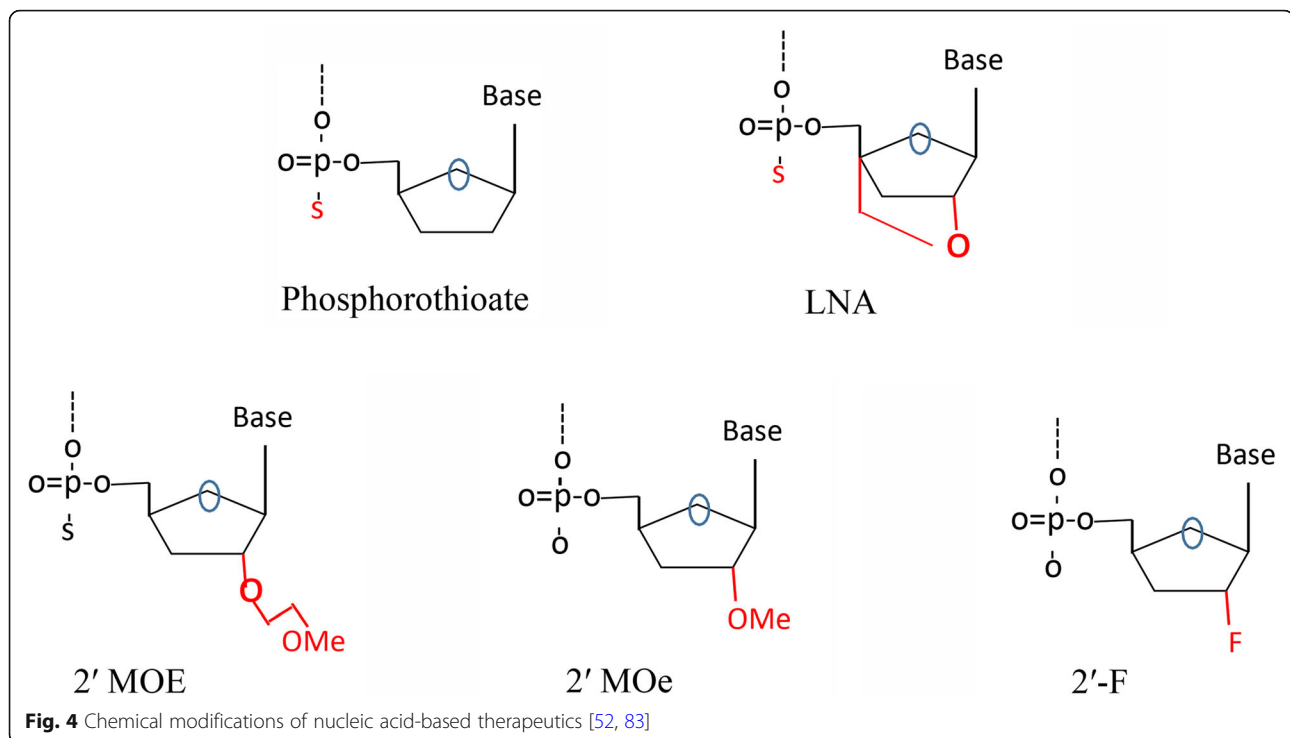 O
Base
O=P-O
S
Phosphorothioate
O
Base
O=P-O
S
O
LNA
O
Base
O=P-O
S
O
OMe
2′ MOE
O
Base
O=P-O
O
OMe
2′ MOe
O
Base
O=P-O
O
F
2′-F
Fig. 4 Chemical modifications of nucleic acid-based therapeutics [52, 83]